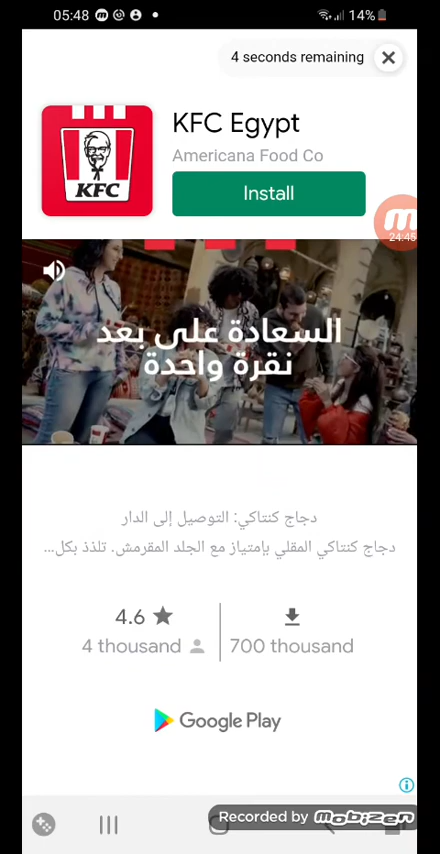 05:48
14%
4 seconds remaining
KFC Egypt
Americana Food Co
KFC
Install
24:45
السعادة على بعد
نقرة واحدة
دجاج كنتاكي: التوصيل إلى الدار
دجاج كنتاكي المقلي بإمتياز مع الجلد المقرمش. تلذذ بكل...
4.6
4 thousand
700 thousand
Google Play
Recorded by mobizen